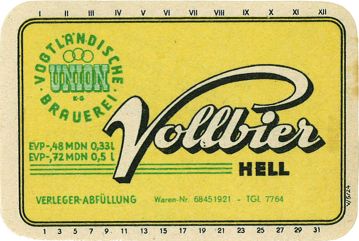 I II III IV V VI VII VIII IX X XI XII
VOGTLÄNDISCHE
UNION
K-G
BRAUEREI
Vollbier
HELL
EVP-,48 MDN 0,33L
EVP-,72 MDN 0,5 L
VERLEGER-ABFÜLLUNG Waren-Nr. 68451921 - TGL 7764
1 3 5 7 9 11 13 15 17 19 21 23 25 27 29 31